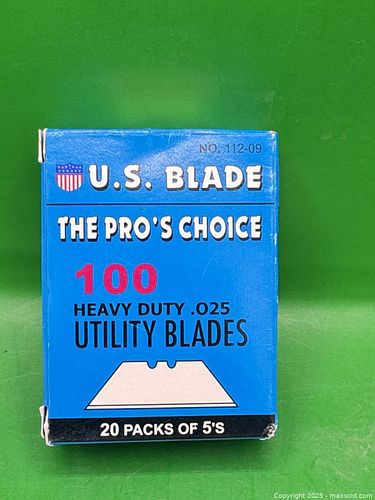 NO. 112-09
U.S. BLADE
THE PRO'S CHOICE
100
HEAVY DUTY .025
UTILITY BLADES
20 PACKS OF 5'S
Copyright 2025 - maxsold.com